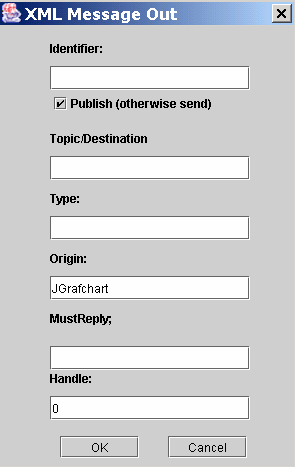 XML Message Out
Identifier:
Publish (otherwise send)
Topic/Destination
Type:
Origin:
JGrafchart
MustReply;
Handle:
0
OK Cancel